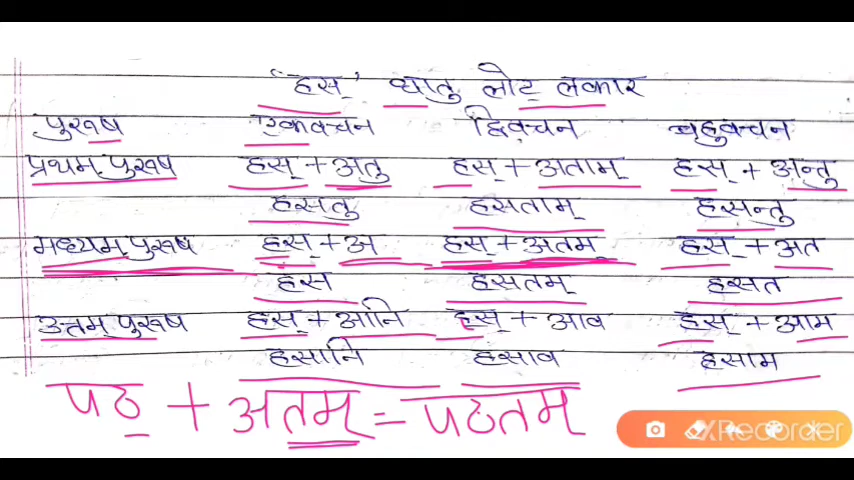 "हस्' धातु लोट् लकार
पुरूष एकवचन द्विवचन बहुवचन
प्रथम पुरूष हस् + अतु हस् + अताम् हस् + अन्तु
हसतु हसताम् हसन्तु
मध्यम पुरूष हस् + अ हस् + अतम् हस् + अत
हस हसतम् हसत
उत्तम पुरूष हस् + आनि हस् + आव हस् + आम
हसानि हसाव हसाम
पठ् + अतम् = पठतम्
XRecorder